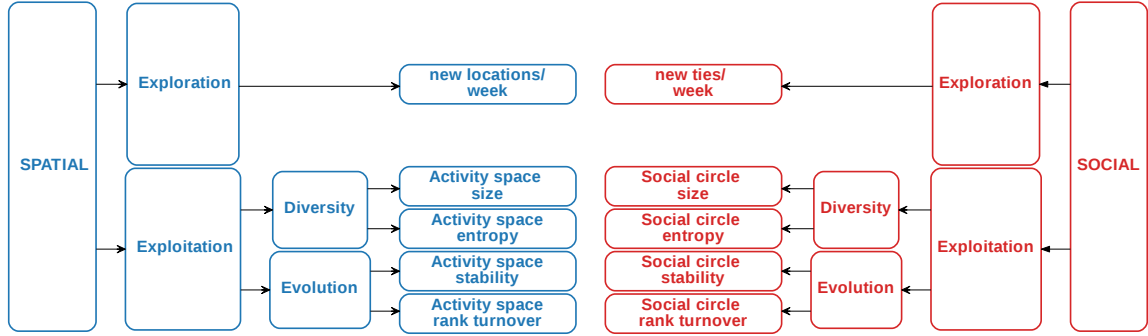 SPATIAL
Exploration
new locations/
week
new ties/
week
Exploration
SOCIAL
Exploitation
Diversity
Activity space
size
Activity space
entropy
Evolution
Activity space
stability
Activity space
rank turnover
Social circle
size
Social circle
entropy
Social circle
stability
Social circle
rank turnover
Diversity
Evolution
Exploitation